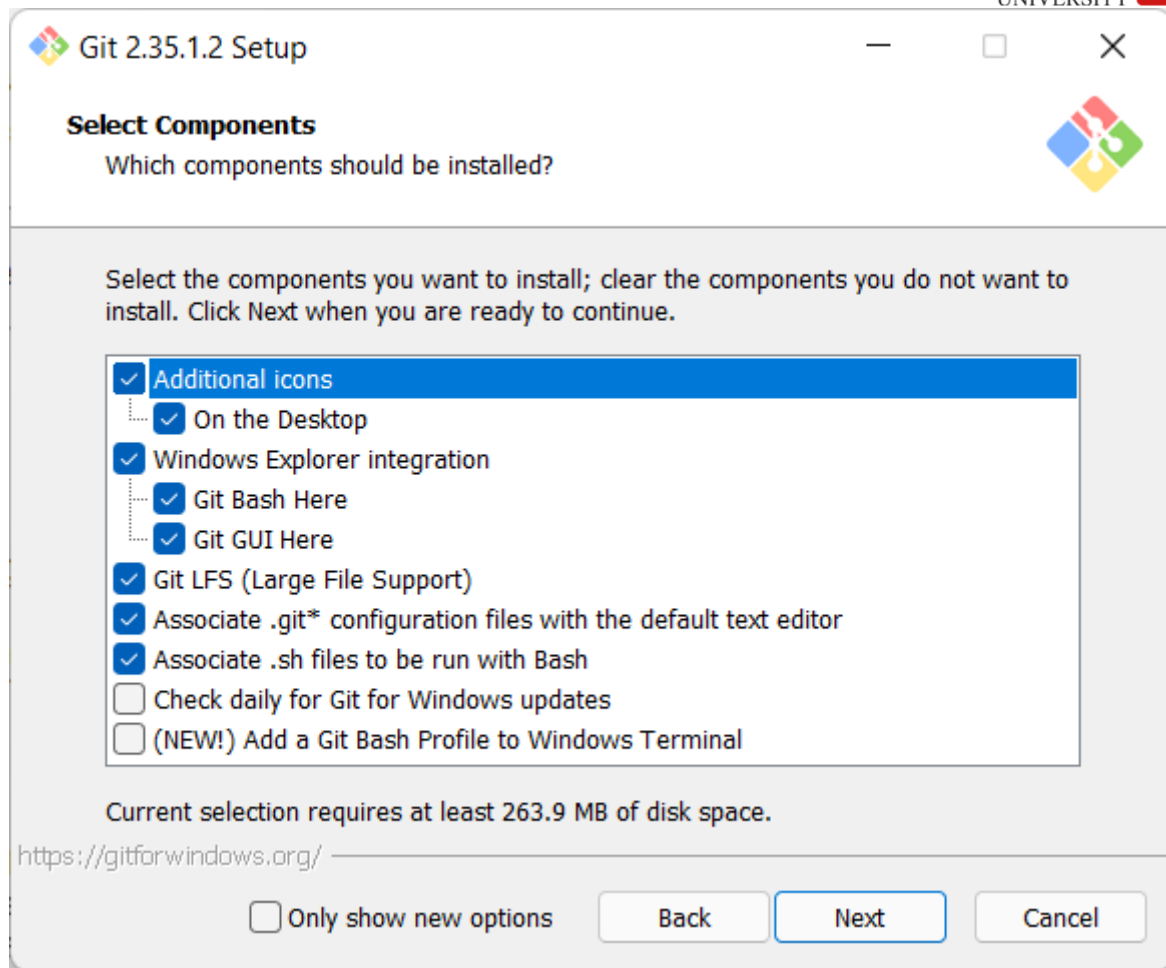 UNIVERSITY
Git 2.35.1.2 Setup
Select Components
Which components should be installed?
Select the components you want to install; clear the components you do not want to
install. Click Next when you are ready to continue.
Additional icons
On the Desktop
Windows Explorer integration
Git Bash Here
Git GUI Here
Git LFS (Large File Support)
Associate .git* configuration files with the default text editor
Associate .sh files to be run with Bash
Check daily for Git for Windows updates
(NEW!) Add a Git Bash Profile to Windows Terminal
Current selection requires at least 263.9 MB of disk space.
https://gitforwindows.org/
Only show new options Back Next Cancel